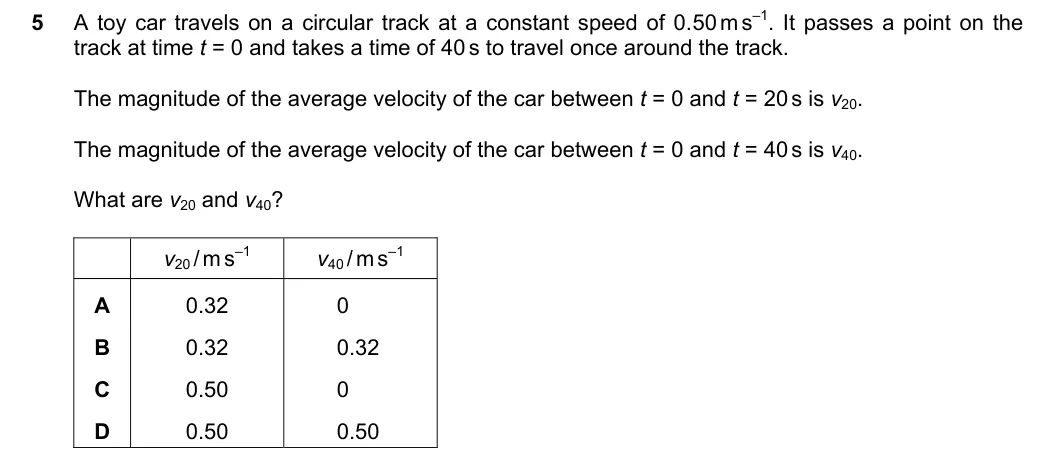 5 A toy car travels on a circular track at a constant speed of 0.50 m s⁻¹. It passes a point on the
track at time t = 0 and takes a time of 40 s to travel once around the track.
The magnitude of the average velocity of the car between t = 0 and t = 20 s is v₂₀.
The magnitude of the average velocity of the car between t = 0 and t = 40 s is v₄₀.
What are v₂₀ and v₄₀?
v₂₀ / m s⁻¹ v₄₀ / m s⁻¹
A 0.32 0
B 0.32 0.32
C 0.50 0
D 0.50 0.50